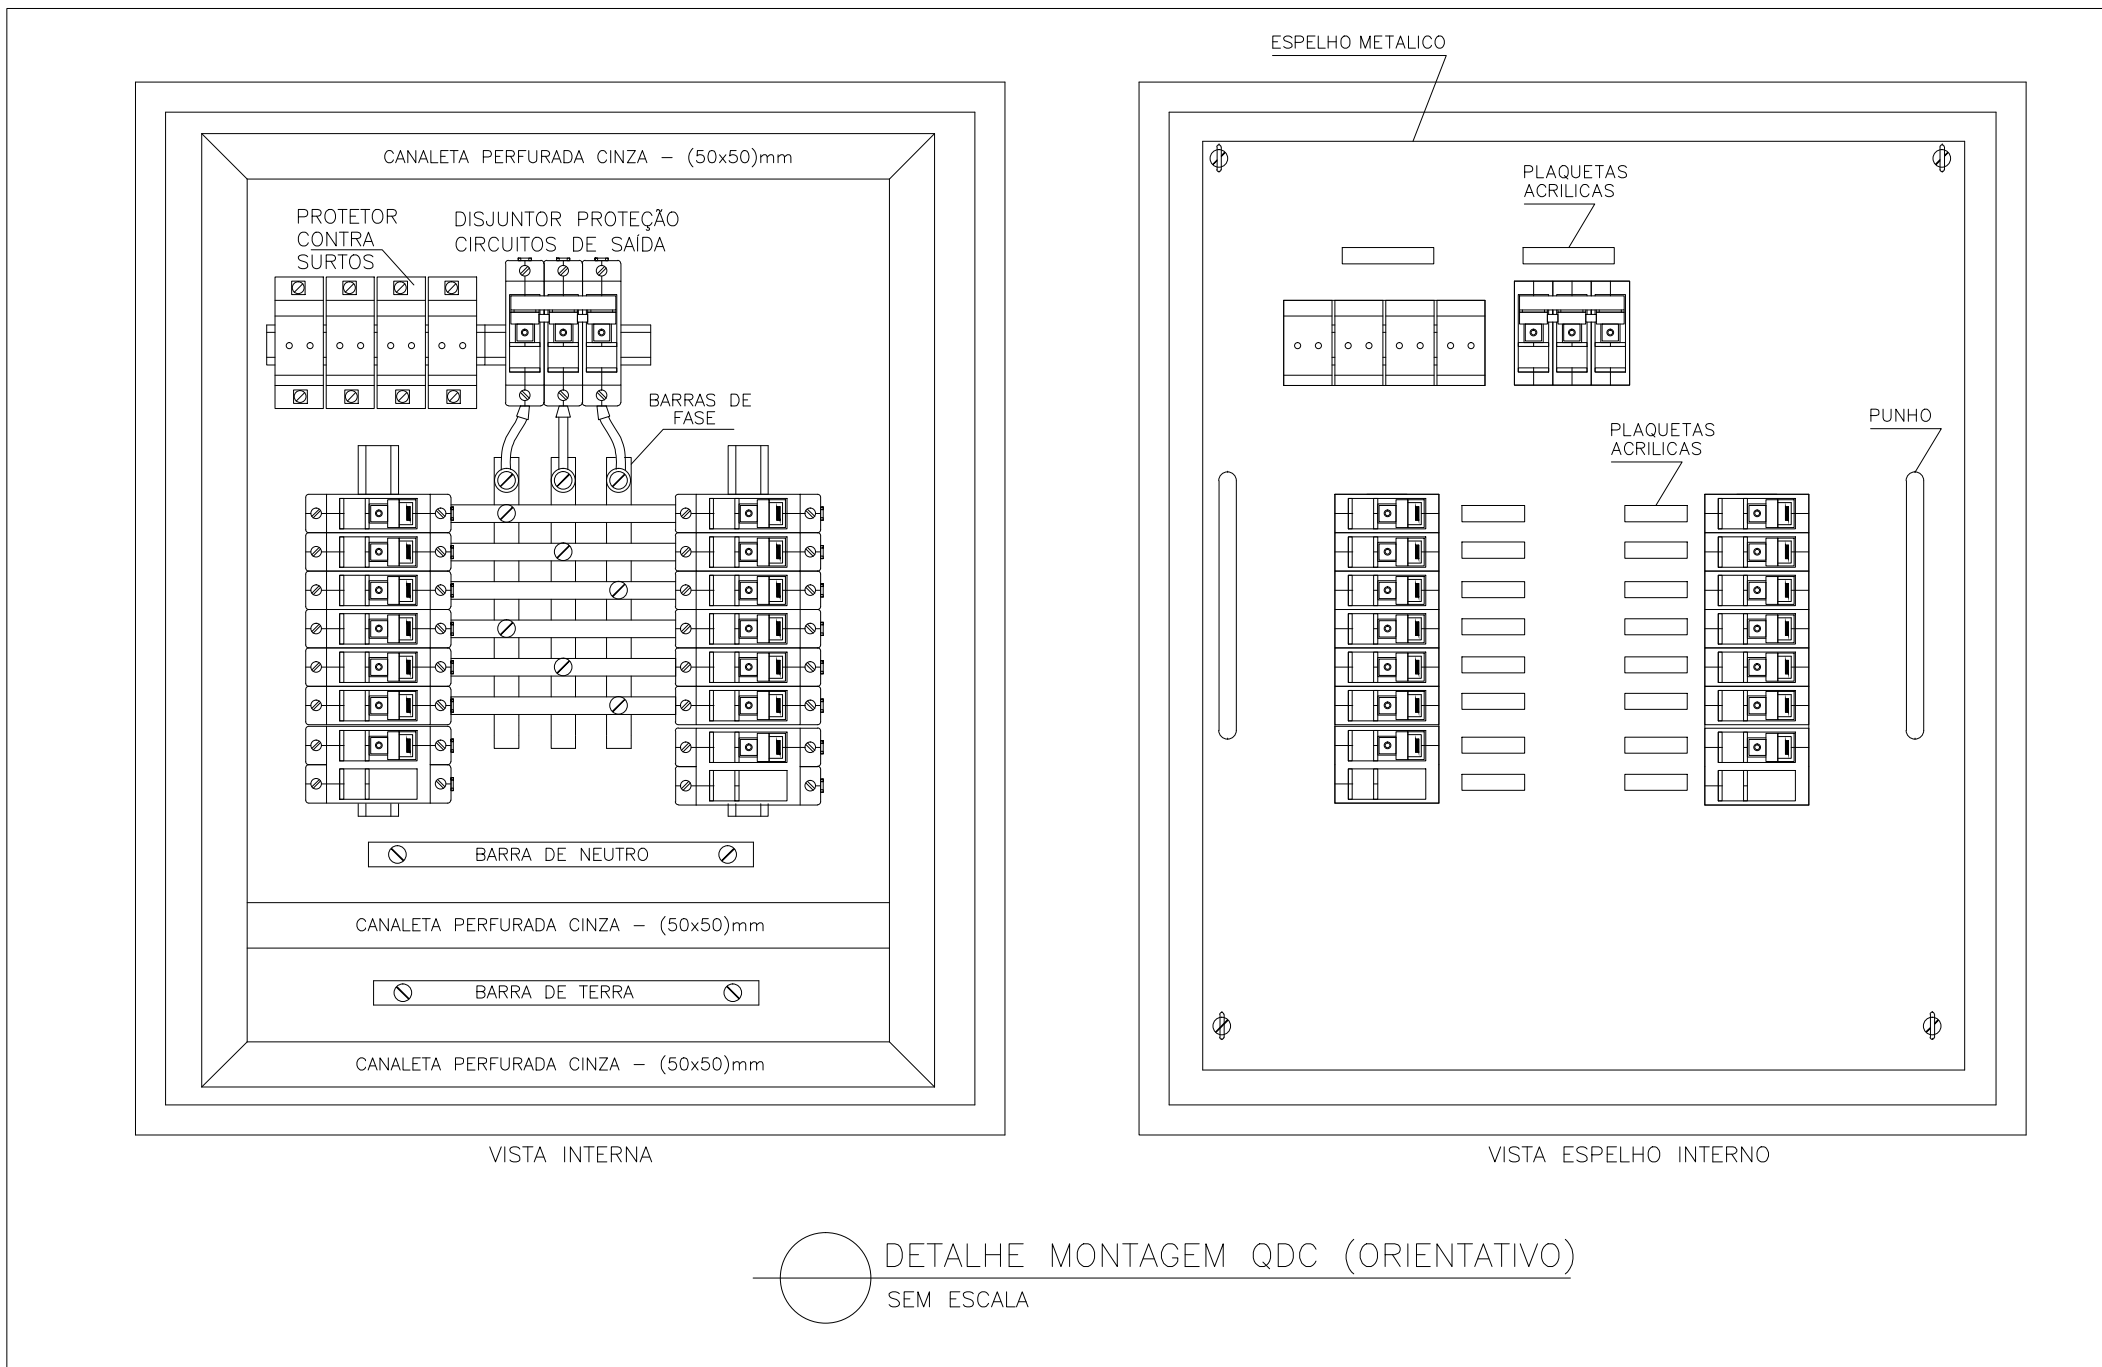 ESPELHO METALICO
CANALETA PERFURADA CINZA - (50x50)mm
PROTETOR
CONTRA
SURTOS
DISJUNTOR PROTEÇÃO
CIRCUITOS DE SAÍDA
BARRAS DE
FASE
BARRA DE NEUTRO
CANALETA PERFURADA CINZA - (50x50)mm
BARRA DE TERRA
CANALETA PERFURADA CINZA - (50x50)mm
VISTA INTERNA
PLAQUETAS
ACRILICAS
PLAQUETAS
ACRILICAS
PUNHO
VISTA ESPELHO INTERNO
DETALHE MONTAGEM QDC (ORIENTATIVO)
SEM ESCALA